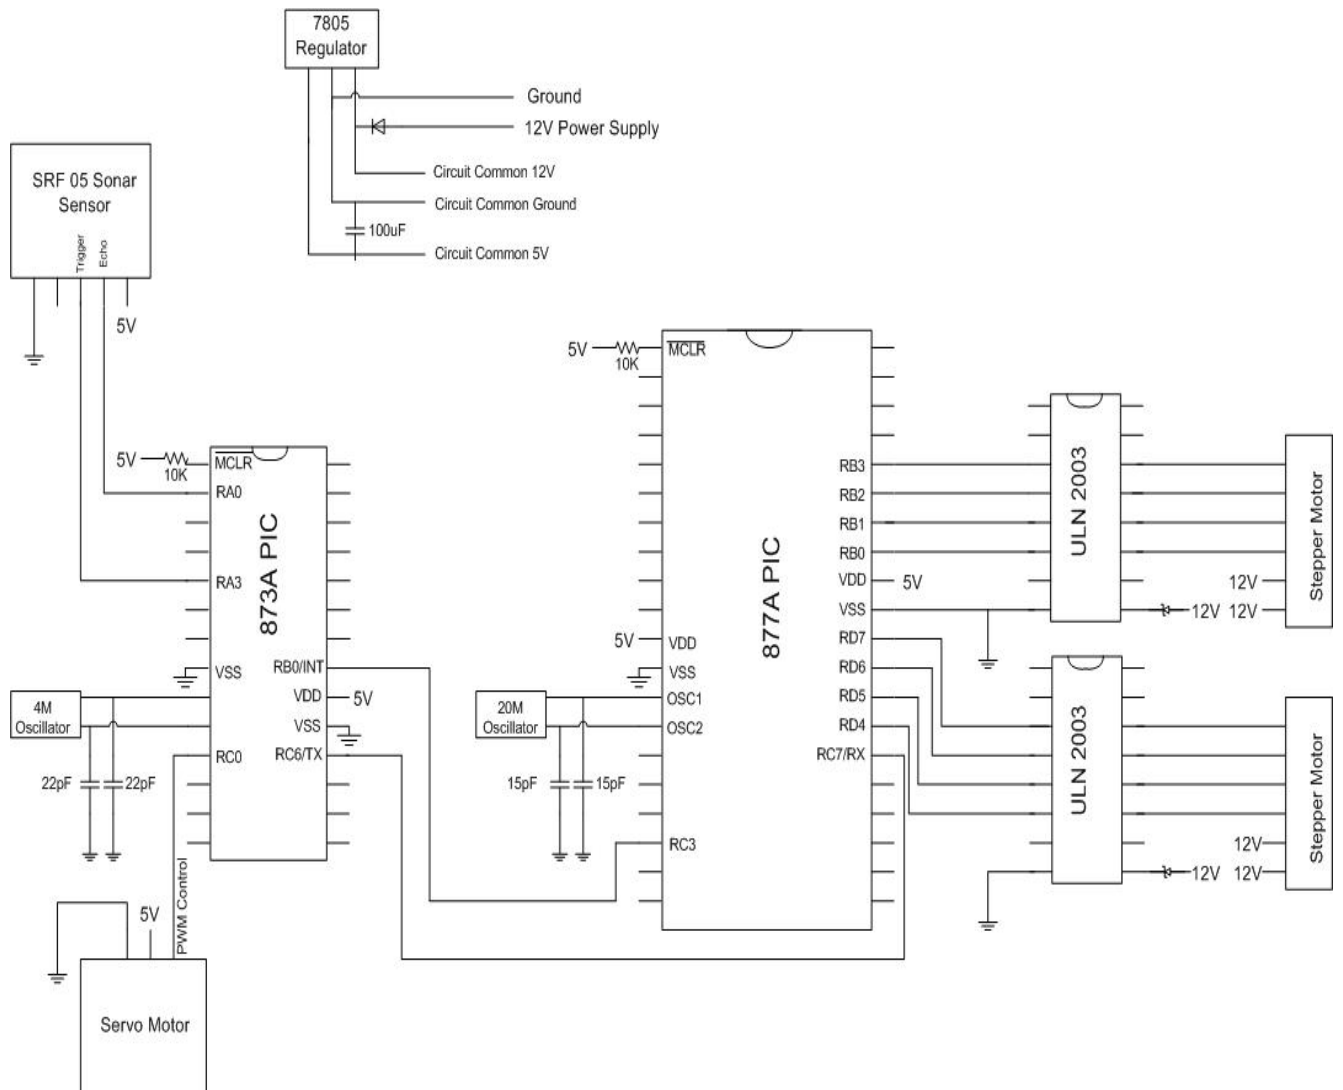 7805
Regulator
Ground
12V Power Supply
Circuit Common 12V
Circuit Common Ground
100uF
Circuit Common 5V
SRF 05 Sonar
Sensor
Trigger
Echo
5V
5V
10K
MCLR
RA0
RA3
VSS
RB0/INT
VDD
5V
VSS
RC0
RC6/TX
873A PIC
4M
Oscillator
22pF
22pF
PWM Control
5V
Servo Motor
5V
10K
MCLR
RB3
RB2
RB1
RB0
VDD
5V
VSS
5V
VDD
VSS
OSC1
OSC2
RD7
RD6
RD5
RD4
RC7/RX
RC3
877A PIC
20M
Oscillator
15pF
15pF
ULN 2003
12V
12V
12V
Stepper Motor
ULN 2003
12V
12V
12V
Stepper Motor